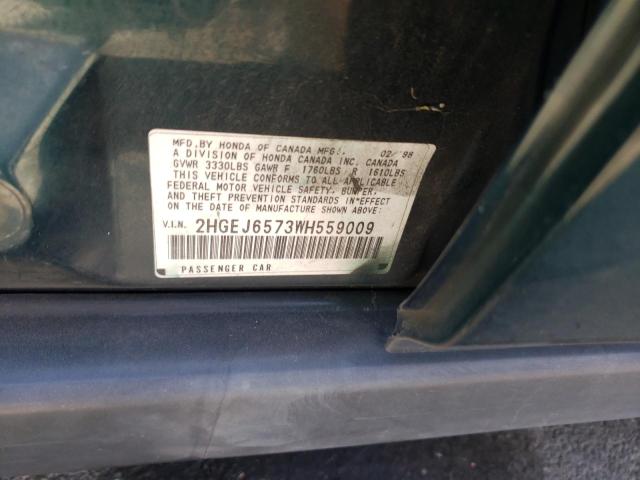 MFD. BY HONDA OF CANADA MFG., 02/'98
A DIVISION OF HONDA CANADA INC. CANADA
GVWR 3330LBS GAWR F 1760LBS R 1610LBS
THIS VEHICLE CONFORMS TO ALL APPLICABLE
FEDERAL MOTOR VEHICLE SAFETY, BUMPER,
AND THEFT PREVENTION STANDARDS IN EFFECT
ON THE DATE OF MANUFACTURE SHOWN ABOVE:
V.I.N. 2HGEJ6573WH559009
PASSENGER CAR